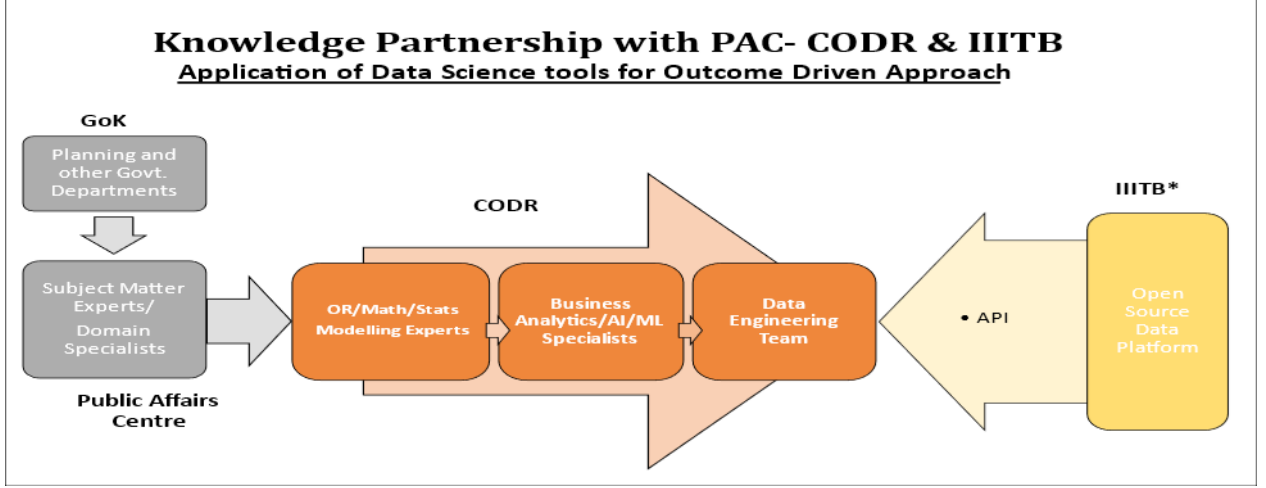 Knowledge Partnership with PAC- CODR & IIITB
Application of Data Science tools for Outcome Driven Approach
GoK
Planning and
other Govt.
Departments
Subject Matter
Experts/
Domain
Specialists
Public Affairs
Centre
CODR
OR/Math/Stats
Modelling Experts
Business
Analytics/AI/ML
Specialists
Data
Engineering
Team
• API
IIITB*
Open
Source
Data
Platform